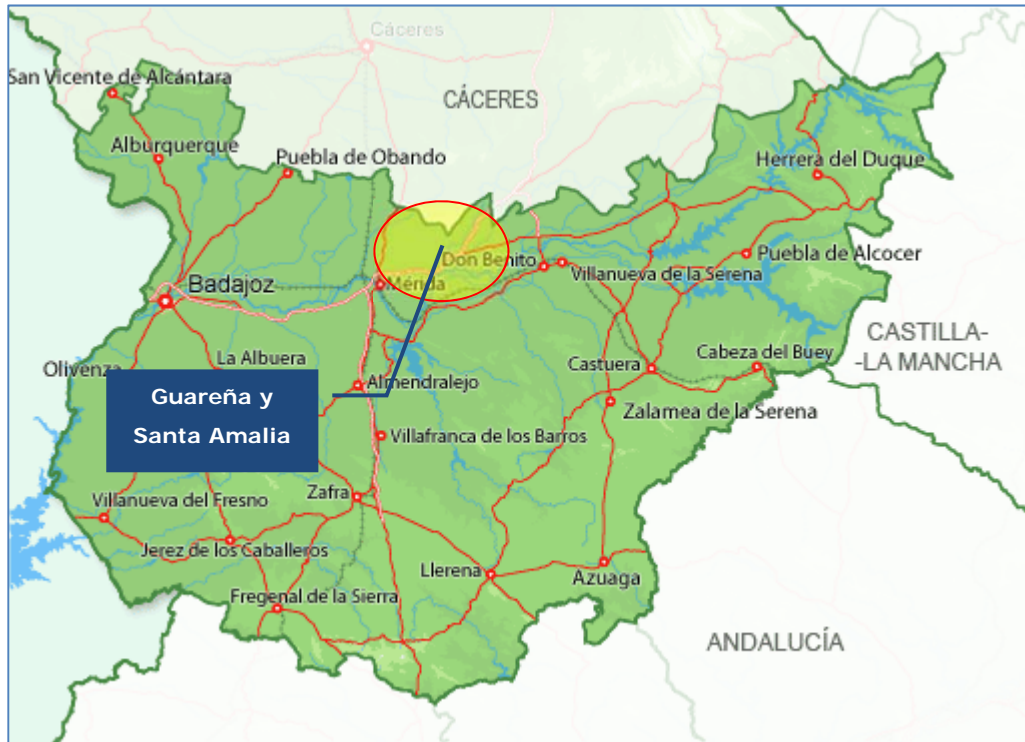 Cáceres
San Vicente de Alcántara
CÁCERES
Alburquerque
Puebla de Obando
Herrera del Duque
Don Benito
Villanueva de la Serena
Puebla de Alcocer
Badajoz
Mérida
CASTILLA-
-LA MANCHA
Olivenza
La Albuera
Almendralejo
Castuera
Cabeza del Buey
Guareña y
Santa Amalia
Zalamea de la Serena
Villafranca de los Barros
Villanueva del Fresno
Zafra
Jerez de los Caballeros
Llerena
Azuaga
Fregenal de la Sierra
ANDALUCÍA